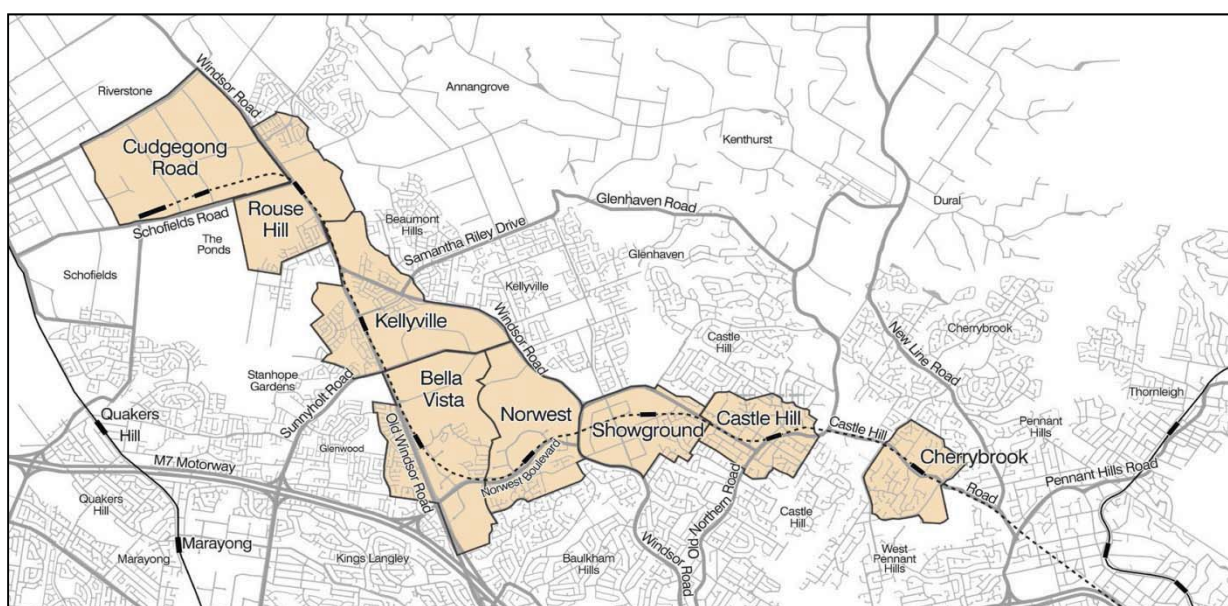 Windsor Road
Riverstone
Annangrove
Kenthurst
Cudgegong
Road
Dural
Glenhaven Road
Rouse
Hill
Beaumont
Hills
Schofields Road
Samantha Riley Drive
The
Ponds
Glenhaven
Schofields
Kellyville
Kellyville
Windsor Road
Castle
Hill
New Line Road
Cherrybrook
Stanhope
Gardens
Bella
Vista
Thornleigh
Sunnyholt Road
Norwest
Castle Hill
Castle Hill
Road
Quakers
Hill
Old Windsor Road
Showground
Pennant
Hills
Glenwood
Cherrybrook
M7 Motorway
Norwest Boulevard
Pennant Hills Road
Quakers
Hill
Old Northern Road
Castle
Hill
Windsor Road
Marayong
Marayong
Kings Langley
Baulkham
Hills
West
Pennant
Hills